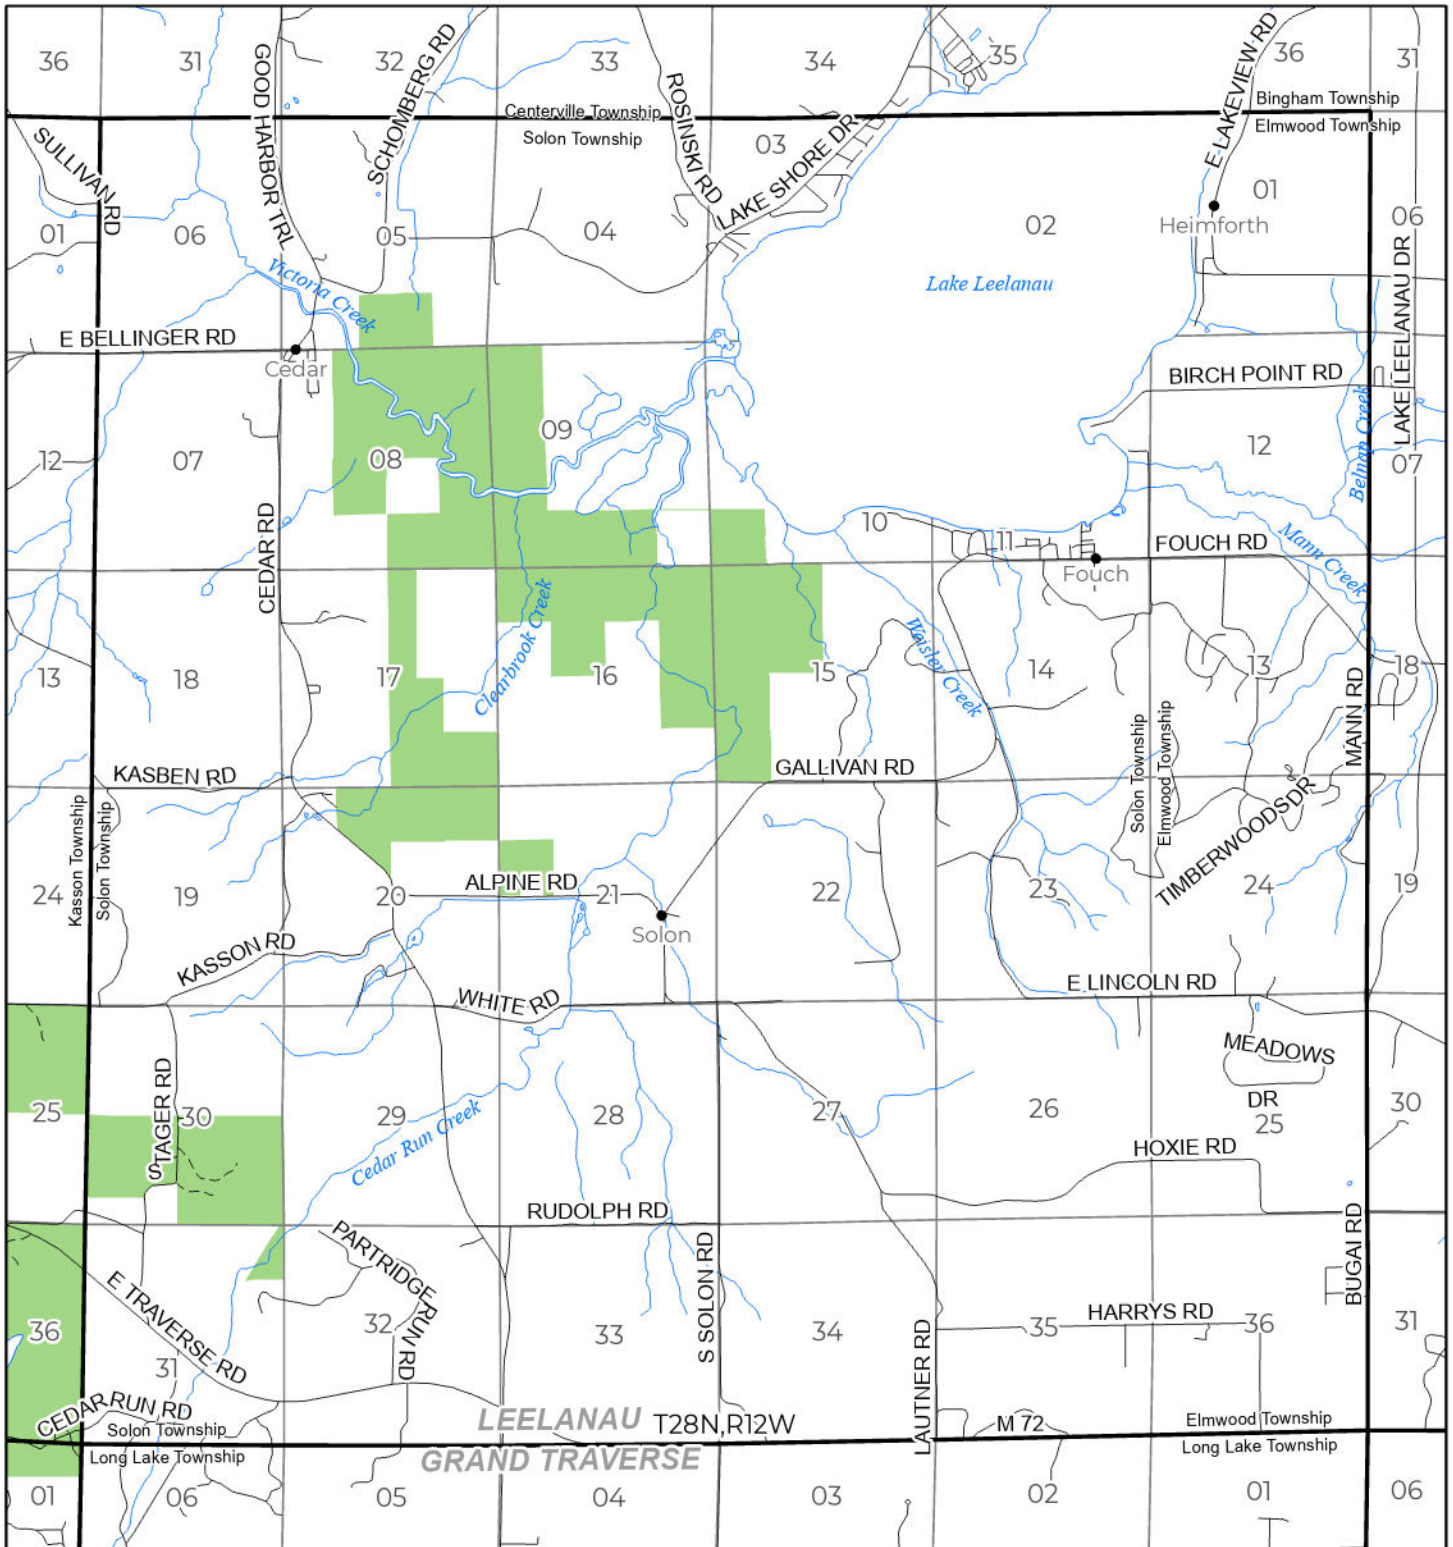 36
31
GOOD HARBOR TRL
32
SCHOMBERG RD
33
ROSINSKI RD
34
35
E LAKEVIEW RD
36
31
Centerville Township
Solon Township
Bingham Township
Elmwood Township
SULLIVAN RD
03
LAKE SHORE DR
01
06
05
04
02
Heimforth
01
06
LAKE LEELANAU DR
Victoria Creek
Lake Leelanau
E BELLINGER RD
Cedar
BIRCH POINT RD
Belnap Creek
12
07
08
09
12
07
CEDAR RD
10
11
Fouch
FOUCH RD
Mann Creek
Clearbrook Creek
Weisler Creek
13
18
17
16
15
14
13
18
MANN RD
Solon Township
Elmwood Township
KASBEN RD
GALLIVAN RD
TIMBERWOODS DR
Kasson Township
Solon Township
24
19
20
ALPINE RD
21
22
23
24
19
Solon
KASSON RD
WHITE RD
E LINCOLN RD
MEADOWS
DR
25
STAGER RD
30
29
28
27
26
25
30
Cedar Run Creek
HOXIE RD
RUDOLPH RD
PARTRIDGE RUN RD
S SOLON RD
BUGAI RD
E TRAVERSE RD
HARRYS RD
36
31
32
33
34
35
36
31
LAUTNER RD
CEDAR RUN RD
Solon Township
Long Lake Township
LEELANAU
T28N,R12W
GRAND TRAVERSE
M 72
Elmwood Township
Long Lake Township
01
06
05
04
03
02
01
06